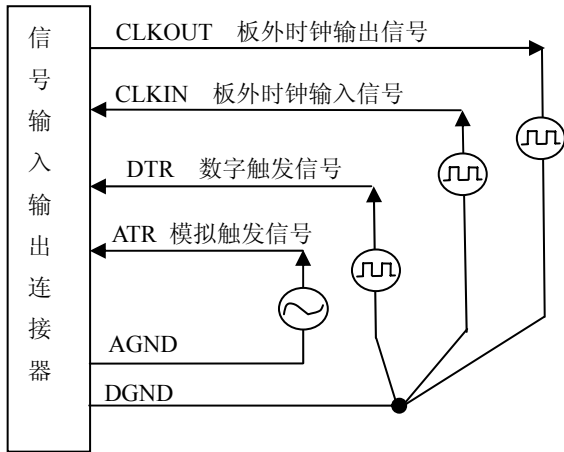 信号输入输出连接器
CLKOUT 板外时钟输出信号
CLKIN 板外时钟输入信号
DTR 数字触发信号
ATR 模拟触发信号
AGND
DGND